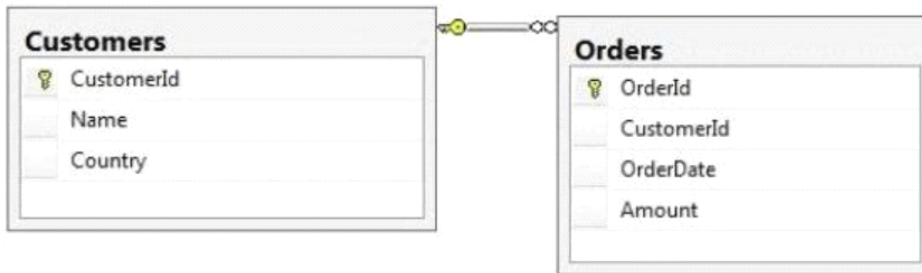 Customers
CustomerId
Name
Country
Orders
OrderId
CustomerId
OrderDate
Amount